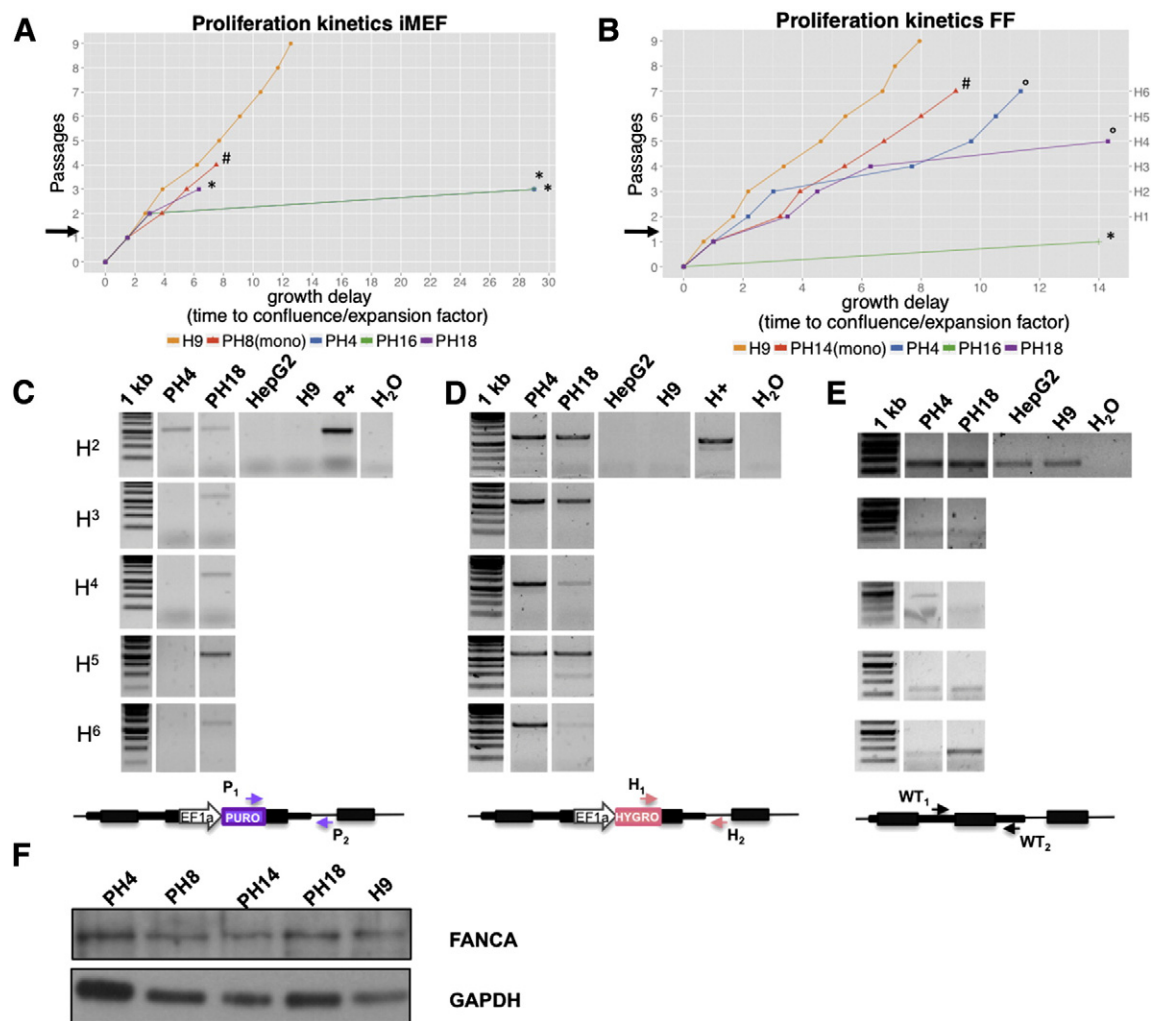 A
Proliferation kinetics iMEF
Passages
9
8
7
6
5
4
3
2
1
0
#
*
*
*
0 2 4 6 8 10 12 14 16 18 20 22 24 26 28 30
growth delay
(time to confluence/expansion factor)
H9 PH8(mono) PH4 PH16 PH18
B
Proliferation kinetics FF
Passages
9
8
7
6
5
4
3
2
1
0
#
°
°
*
H6
H5
H4
H3
H2
H1
0 2 4 6 8 10 12 14
growth delay
(time to confluence/expansion factor)
H9 PH14(mono) PH4 PH16 PH18
C
1 kb PH4 PH18 HepG2 H9 P+ H2O
H2
H3
H4
H5
H6
P1
EF1a PURO
P2
D
1 kb PH4 PH18 HepG2 H9 H+ H2O
H1
EF1a HYGRO
H2
E
1 kb PH4 PH18 HepG2 H9 H2O
WT1
WT2
F
PH4 PH8 PH14 PH18 H9
FANCA
GAPDH